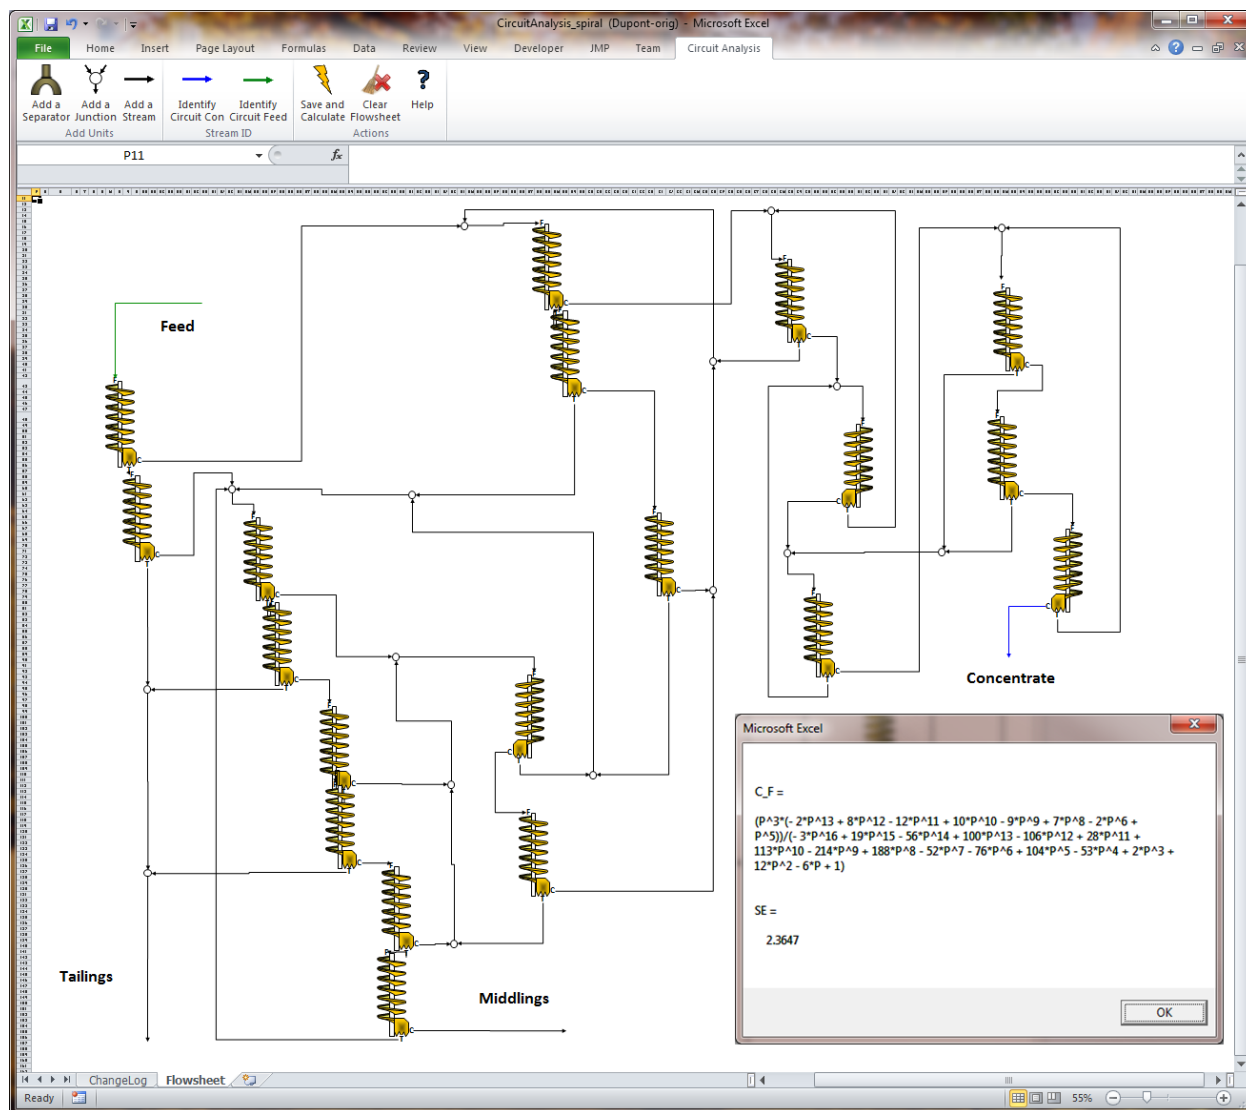 CircuitAnalysis_spiral (Dupont-orig) - Microsoft Excel
File Home Insert Page Layout Formulas Data Review View Developer JMP Team Circuit Analysis
Add a Separator
Add a Junction
Add a Stream
Identify Circuit Con
Identify Circuit Feed
Save and Calculate
Clear Flowsheet
Help
Add Units
Stream ID
Actions
P11
fx
Feed
Concentrate
Tailings
Middlings
Microsoft Excel
C_F =
(P^3*(- 2*P^13 + 8*P^12 - 12*P^11 + 10*P^10 - 9*P^9 + 7*P^8 - 2*P^6 +
P^5))/(- 3*P^16 + 19*P^15 - 56*P^14 + 100*P^13 - 106*P^12 + 28*P^11 +
113*P^10 - 214*P^9 + 188*P^8 - 52*P^7 - 76*P^6 + 104*P^5 - 53*P^4 + 2*P^3 +
12*P^2 - 6*P + 1)
SE =
2.3647
OK
ChangeLog Flowsheet
Ready
55%